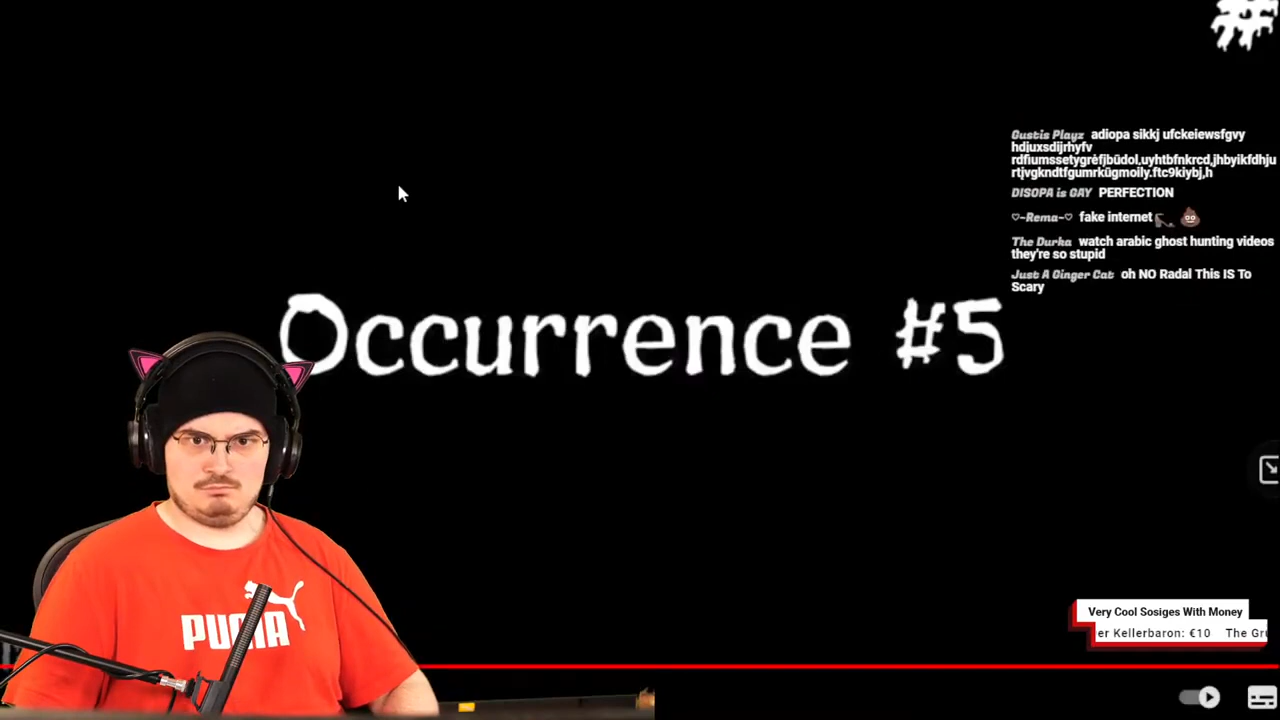 #
Gustis Playz adiopa sikkj ufckeiewsfgvy
hdjuxsdijrhyfv
rdfiumssetygrèfjbüdol,uyhtbfnkrcd,jhbyikfdhju
rtjvgkndtfgumrkügmoily.ftc9kiybj,h
DISOPA is GAY PERFECTION
♡~Rema~♡ fake internet
The Durka watch arabic ghost hunting videos
they're so stupid
Just A Ginger Cat oh NO Radal This IS To
Scary
Occurrence #5
PUMA
Very Cool Sosiges With Money
er Kellerbaron: €10 The Gru